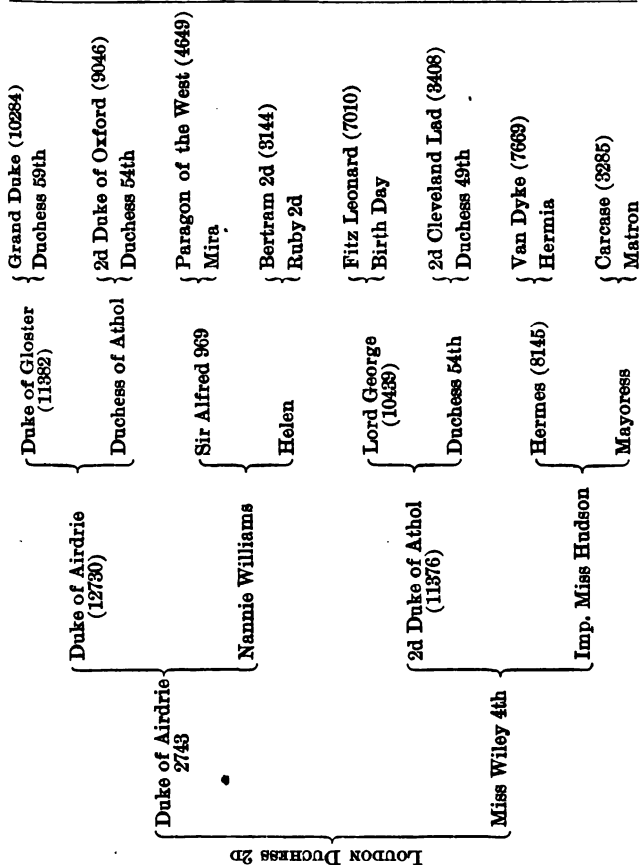 LOUDON DUCHESS 2D
Duke of Airdrie
2743
Miss Wiley 4th
Duke of Airdrie
(12730)
Nannie Williams
2d Duke of Athol
(11376)
Imp. Miss Hudson
Duke of Gloster
(11382)
Duchess of Athol
Sir Alfred 969
Helen
Lord George
(10439)
Duchess 54th
Hermes (8145)
Mayoress
Grand Duke (10284)
Duchess 59th
2d Duke of Oxford (9046)
Duchess 54th
Paragon of the West (4649)
Mira
Bertram 2d (3144)
Ruby 2d
Fitz Leonard (7010)
Birth Day
2d Cleveland Lad (3408)
Duchess 49th
Van Dyke (7669)
Hermia
Carcase (3285)
Matron